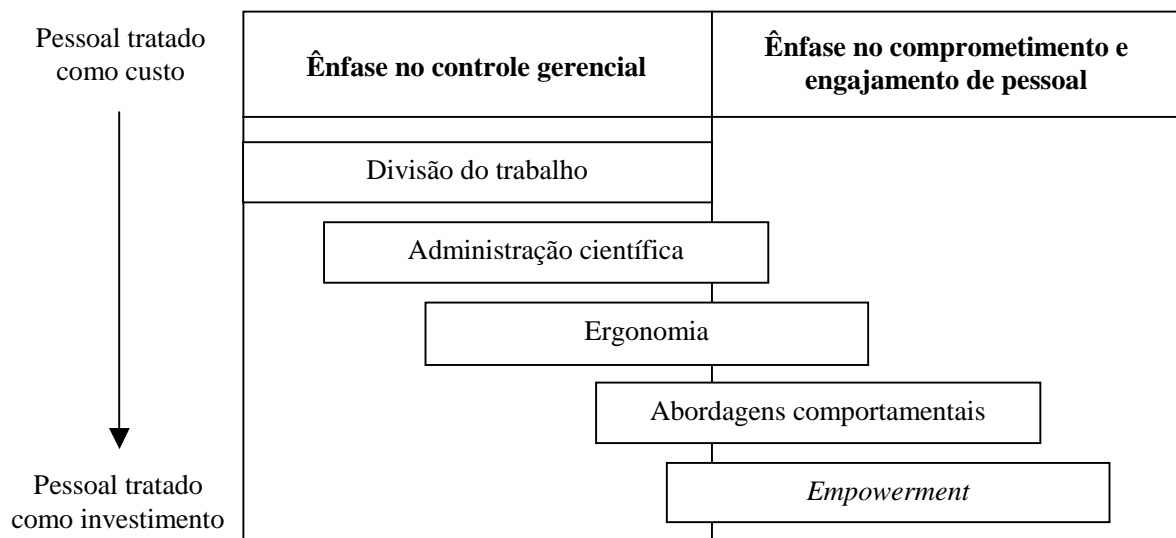 Pessoal tratado
como custo
Ênfase no controle gerencial
Ênfase no comprometimento e
engajamento de pessoal
Divisão do trabalho
Administração científica
Ergonomia
Abordagens comportamentais
Empowerment
Pessoal tratado
como investimento